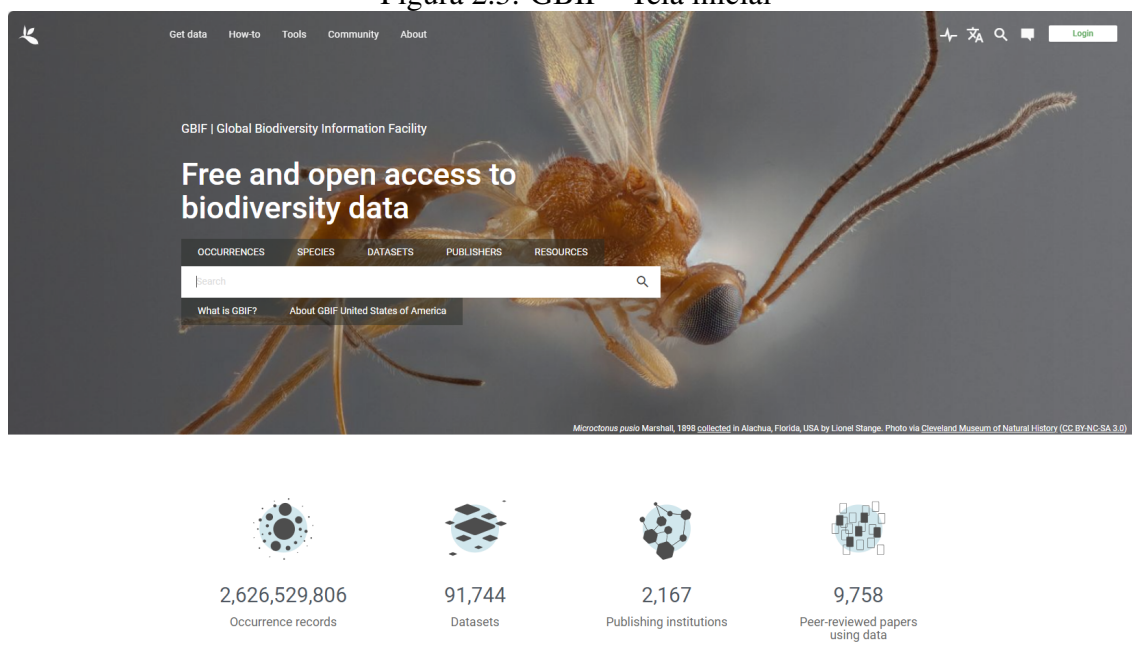 Figura 2.3: GBIF – Tela inicial
Get data How-to Tools Community About Login
GBIF | Global Biodiversity Information Facility
Free and open access to
biodiversity data
OCCURRENCES SPECIES DATASETS PUBLISHERS RESOURCES
Search
What is GBIF? About GBIF United States of America
Microctonus pusio Marshall, 1898 collected in Alachua, Florida, USA by Lionel Stange. Photo via Cleveland Museum of Natural History (CC BY-NC-SA 3.0)
2,626,529,806 91,744 2,167 9,758
Occurrence records Datasets Publishing institutions Peer-reviewed papers
using data